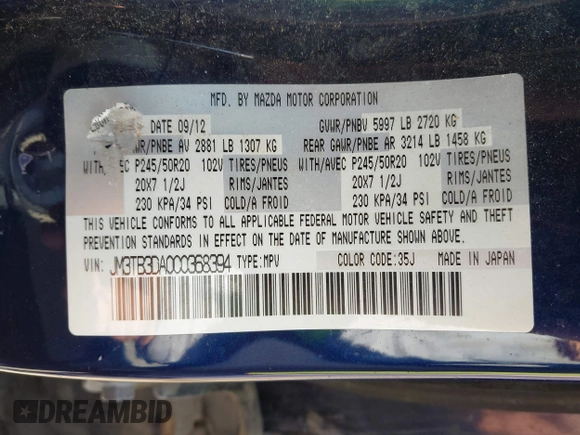 MFD. BY MAZDA MOTOR CORPORATION
DATE 09/12 GVWR/PNBV 5997 LB 2720 KG
/PNBE AV 2881 LB 1307 KG REAR GAWR/PNBE AR 3214 LB 1458 KG
WITH/AVEC P245/50R20 102V TIRES/PNEUS WITH/AVEC P245/50R20 102V TIRES/PNEUS
20X7 1/2J RIMS/JANTES 20X7 1/2J RIMS/JANTES
230 KPA/34 PSI COLD/A FROID 230 KPA/34 PSI COLD/A FROID
THIS VEHICLE CONFORMS TO ALL APPLICABLE FEDERAL MOTOR VEHICLE SAFETY AND THEFT
PREVENTION STANDARDS IN EFFECT ON THE DATE OF MANUFACTURE SHOWN ABOVE.
VIN: JM3TB3DA0C0368394 TYPE:MPV COLOR CODE:35J MADE IN JAPAN
DREAMBID